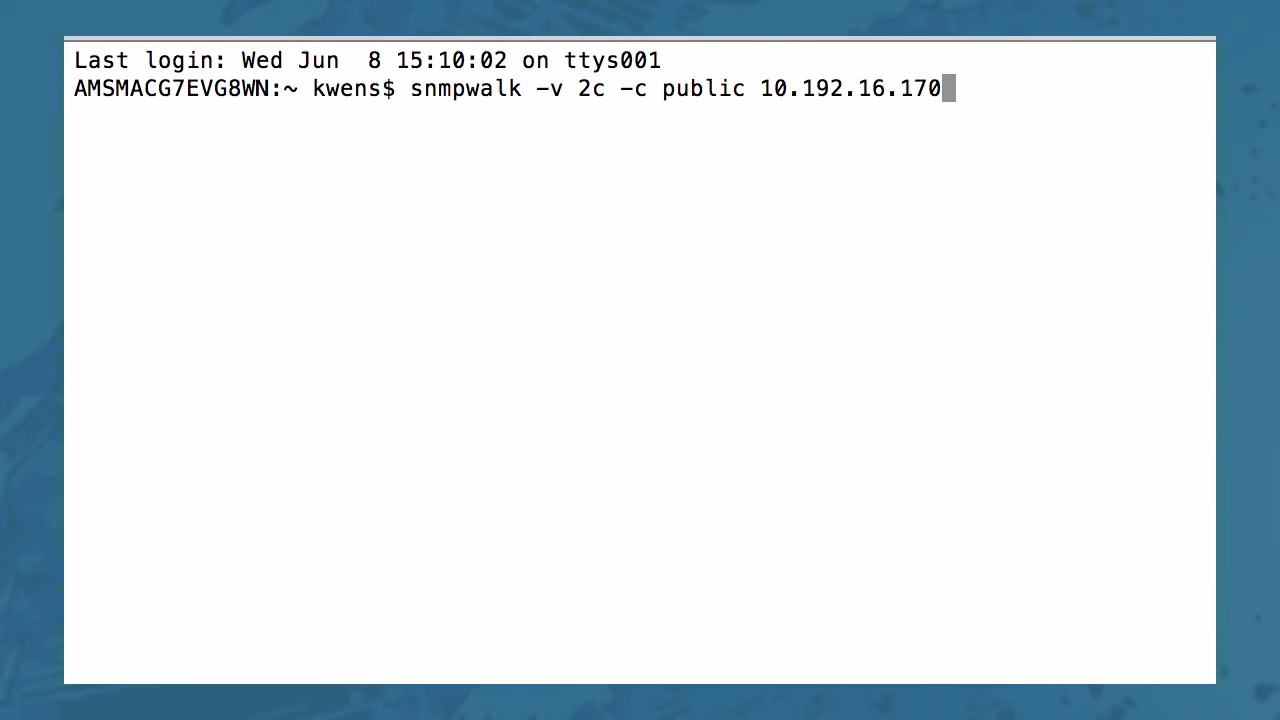 Last login: Wed Jun  8 15:10:02 on ttys001
AMSMACG7EVG8WN:~ kwens$ snmpwalk -v 2c -c public 10.192.16.170